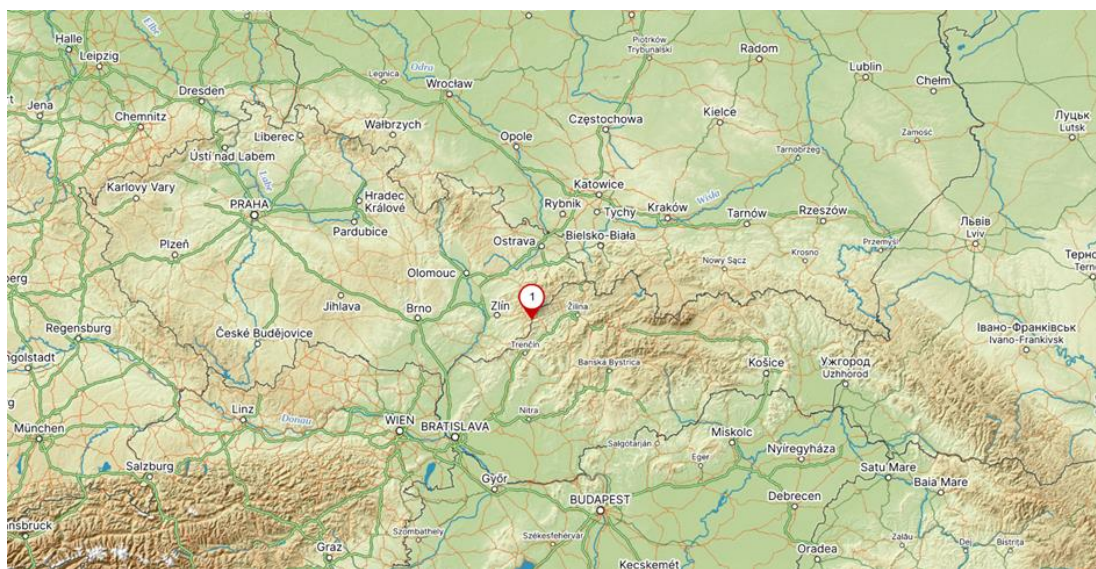 Halle
Leipzig
Elbe
Legnica
Odra
Wrocław
Piotrków
Trybunalski
Radom
Lublin
Chełm
Jena
Chemnitz
Dresden
Liberec
Ústí nad Labem
Wałbrzych
Opole
Częstochowa
Kielce
Tarnobrzeg
Zamość
Луцьк
Lutsk
Karlovy Vary
PRAHA
Labe
Hradec
Králové
Pardubice
Katowice
Rybnik
Tychy
Kraków
Wisła
Tarnów
Rzeszów
Львів
Lviv
Plzeň
Ostrava
Bielsko-Biała
Nowy Sącz
Krosno
Przemyśl
Olomouc
Jihlava
Brno
Zlín
1
Žilina
Regensburg
České Budějovice
Trenčín
Banská Bystrica
Košice
Ужгород
Uzhhorod
Івано-Франківськ
Ivano-Frankivsk
München
Linz
Donau
WIEN
BRATISLAVA
Nitra
Salgótarján
Eger
Miskolc
Nyíregyháza
Satu Mare
Baia Mare
Salzburg
Győr
BUDAPEST
Debrecen
Graz
Szombathely
Székesfehérvár
Kecskemét
Oradea
Zalău
Dej
Bistrița